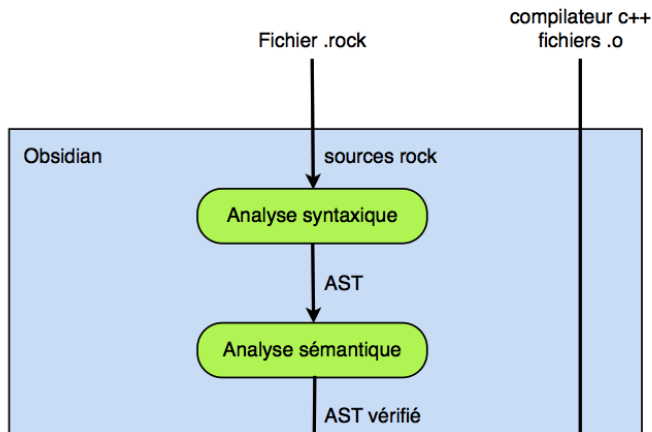 compilateur c++
Fichier .rock
fichiers .o
Obsidian
sources rock
Analyse syntaxique
AST
Analyse sémantique
AST vérifié